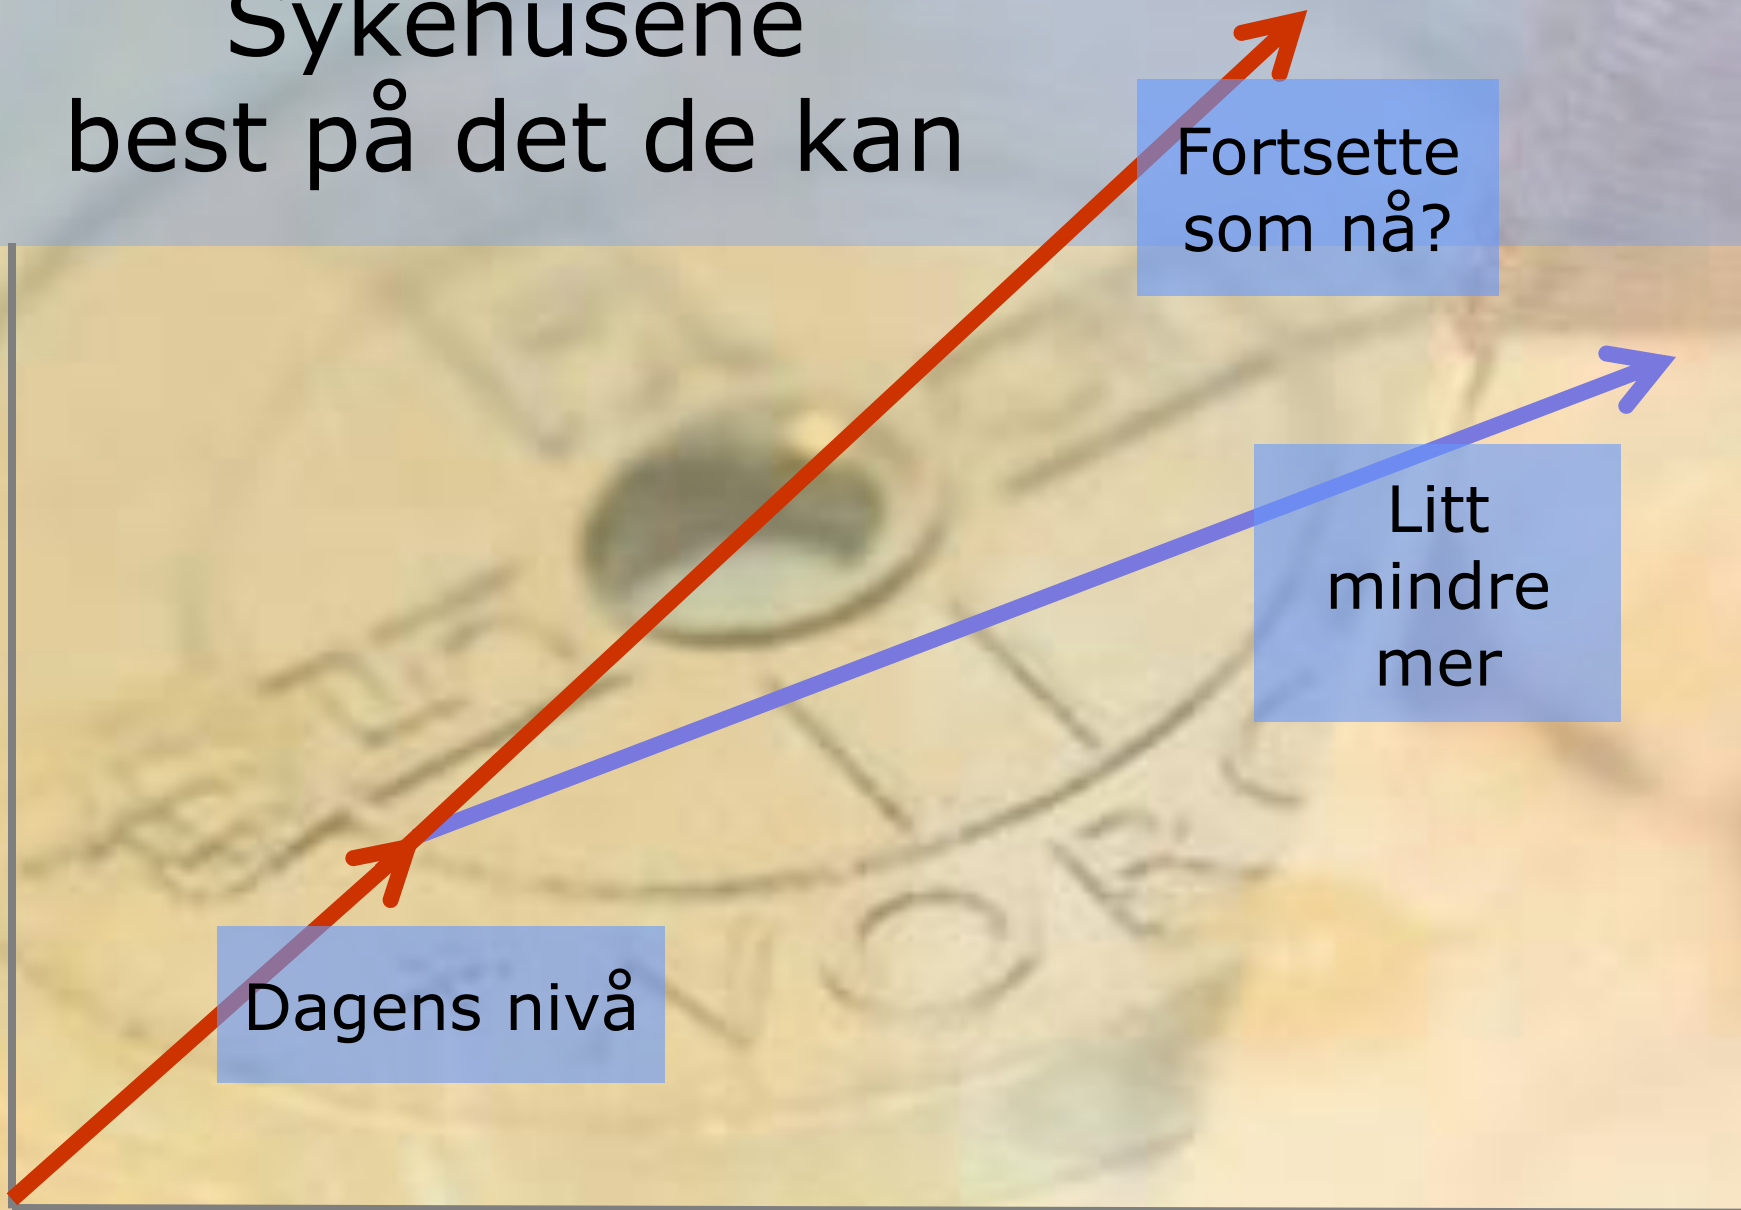 Sykehusene
best på det de kan
Fortsette
som nå?
Litt
mindre
mer
Dagens nivå